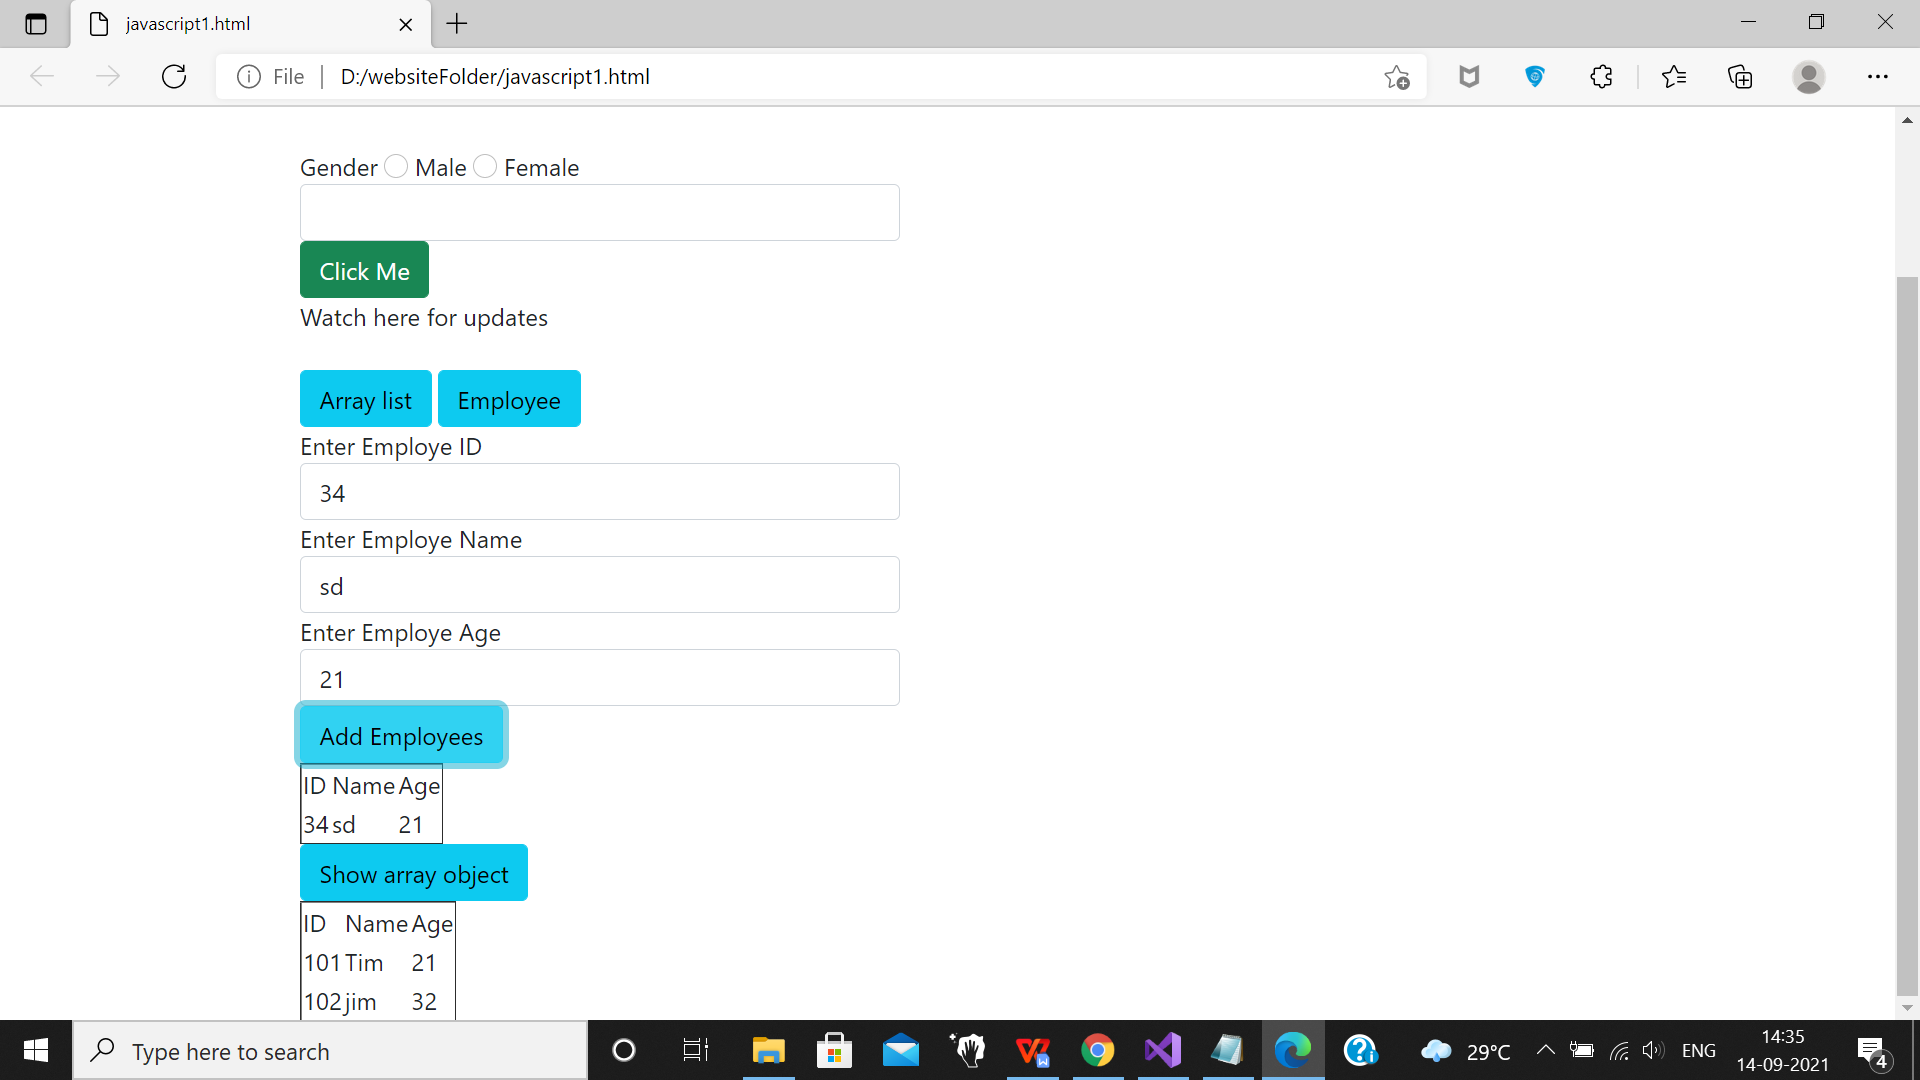 javascript1.html
File
D:/websiteFolder/javascript1.html
Gender Male Female
Click Me
Watch here for updates
Array list Employee
Enter Employe ID
34
Enter Employe Name
sd
Enter Employe Age
21
Add Employees
ID Name Age
34 sd 21
Show array object
ID Name Age
101 Tim 21
102 jim 32
Type here to search
29°C ENG
14:35
14-09-2021
4